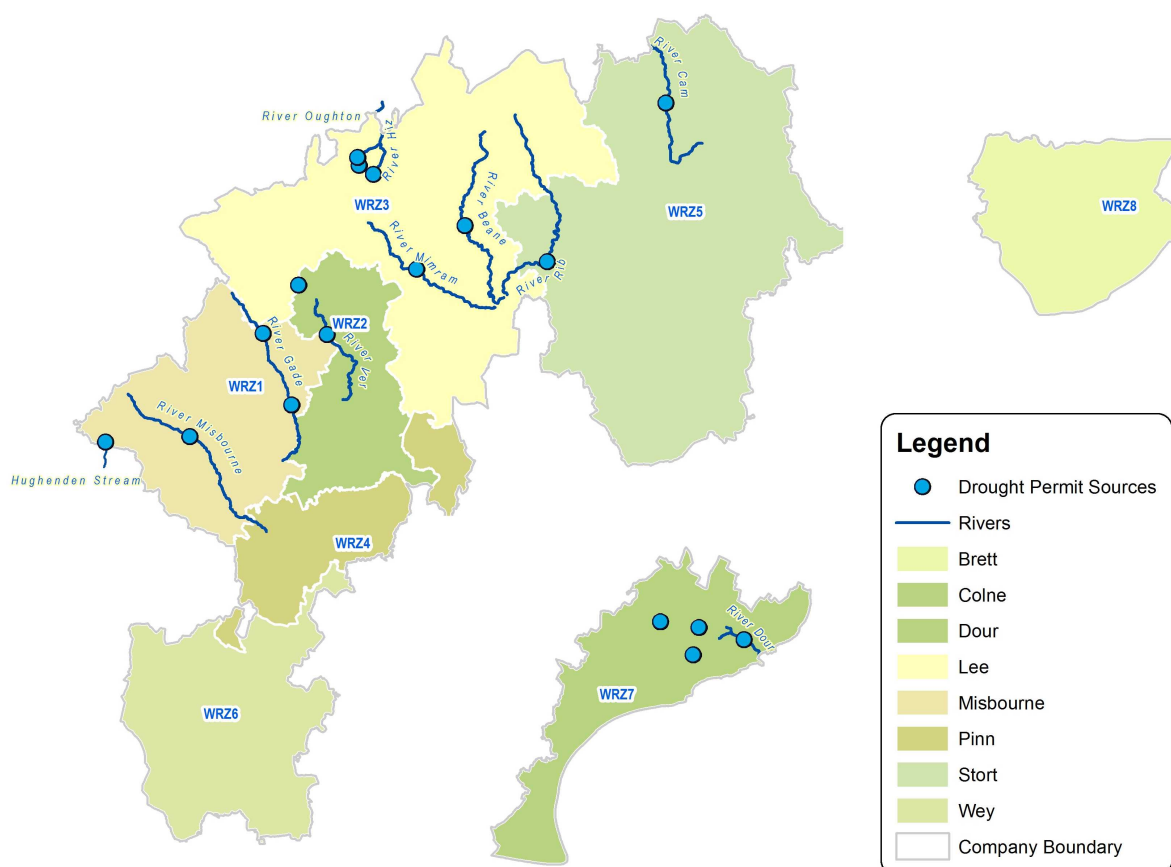 River Cam
River Oughton
River Hiz
WRZ3
River Beane
WRZ5
WRZ8
River Mimram
River Rib
WRZ2
River Ver
River Gade
WRZ1
River Misbourne
Hughenden Stream
WRZ4
River Dour
WRZ7
WRZ6
Legend
Drought Permit Sources
Rivers
Brett
Colne
Dour
Lee
Misbourne
Pinn
Stort
Wey
Company Boundary